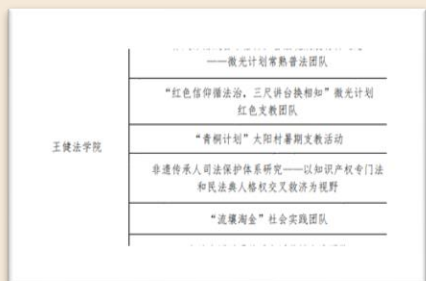 ——微光计划常熟普法团队
“红色信仰循法治，三尺讲台换相知”微光计划
红色支教团队
王健法学院
“青桐计划”大阳村暑期支教活动
非遗传承人司法保护体系研究——以知识产权专门法
和民法典人格权交叉救济为视野
“流壤淘金”社会实践团队